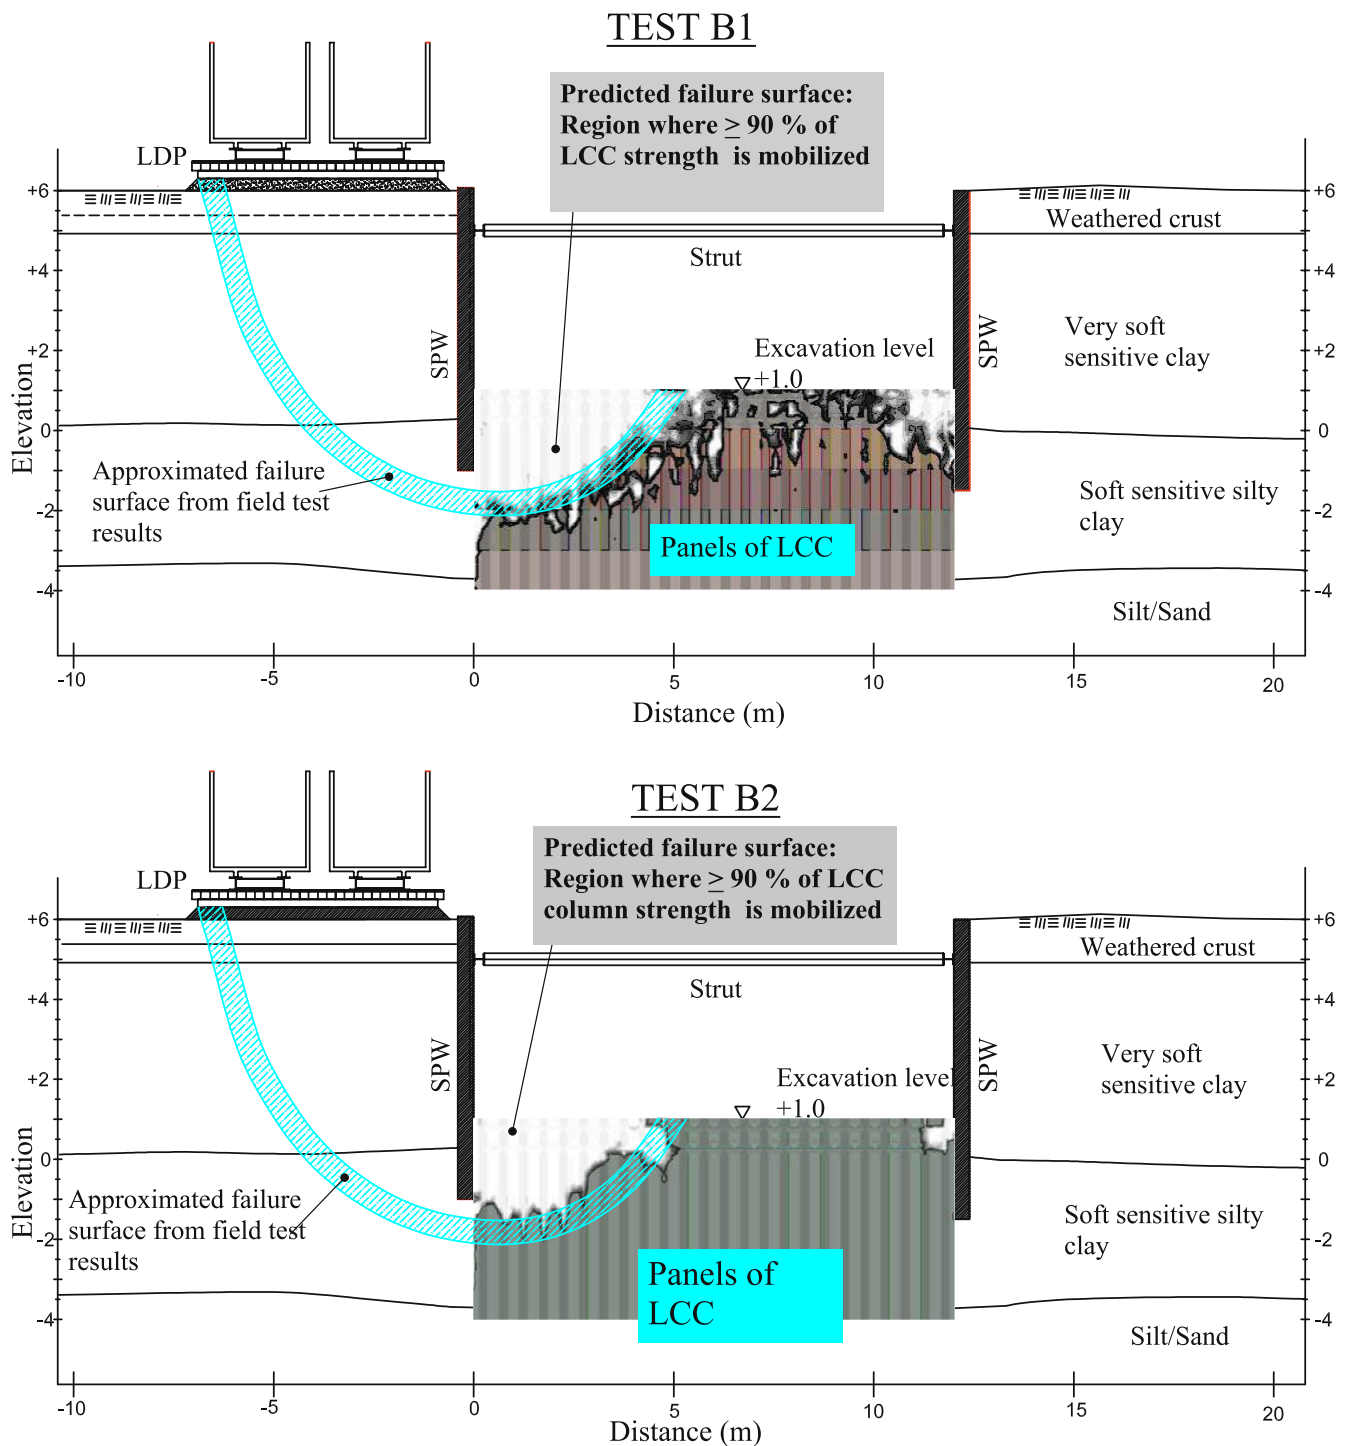 TEST B1
Predicted failure surface:
Region where ≥ 90 % of
LCC strength is mobilized
LDP
+6
+6
Weathered crust
Strut
+4
+4
SPW
SPW
Very soft
sensitive clay
+2
+2
Excavation level
+1.0
Elevation
0
0
Approximated failure
surface from field test
results
Soft sensitive silty
clay
-2
-2
Panels of LCC
-4
-4
Silt/Sand
-10
-5
0
5
10
15
20
Distance (m)
TEST B2
Predicted failure surface:
Region where ≥ 90 % of LCC
column strength is mobilized
LDP
+6
+6
Weathered crust
Strut
+4
+4
SPW
SPW
Very soft
sensitive clay
+2
+2
Excavation level
+1.0
Elevation
0
0
Approximated failure
surface from field test
results
Soft sensitive silty
clay
-2
-2
Panels of
LCC
-4
-4
Silt/Sand
-10
-5
0
5
10
15
20
Distance (m)